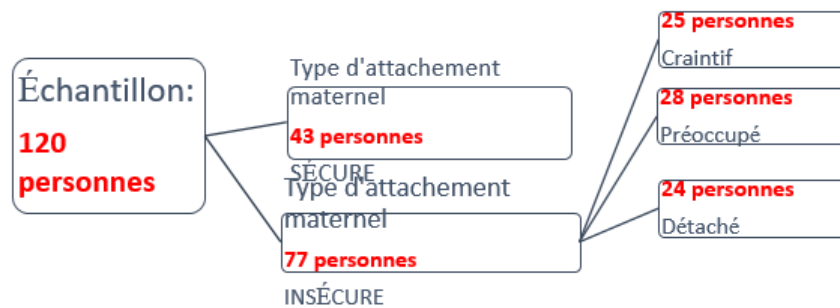 Échantillon:
120
personnes
Type d'attachement
maternel
43 personnes
SÉCURE
Type d'attachement
maternel
77 personnes
INSÉCURE
25 personnes
Craintif
28 personnes
Préoccupé
24 personnes
Détaché